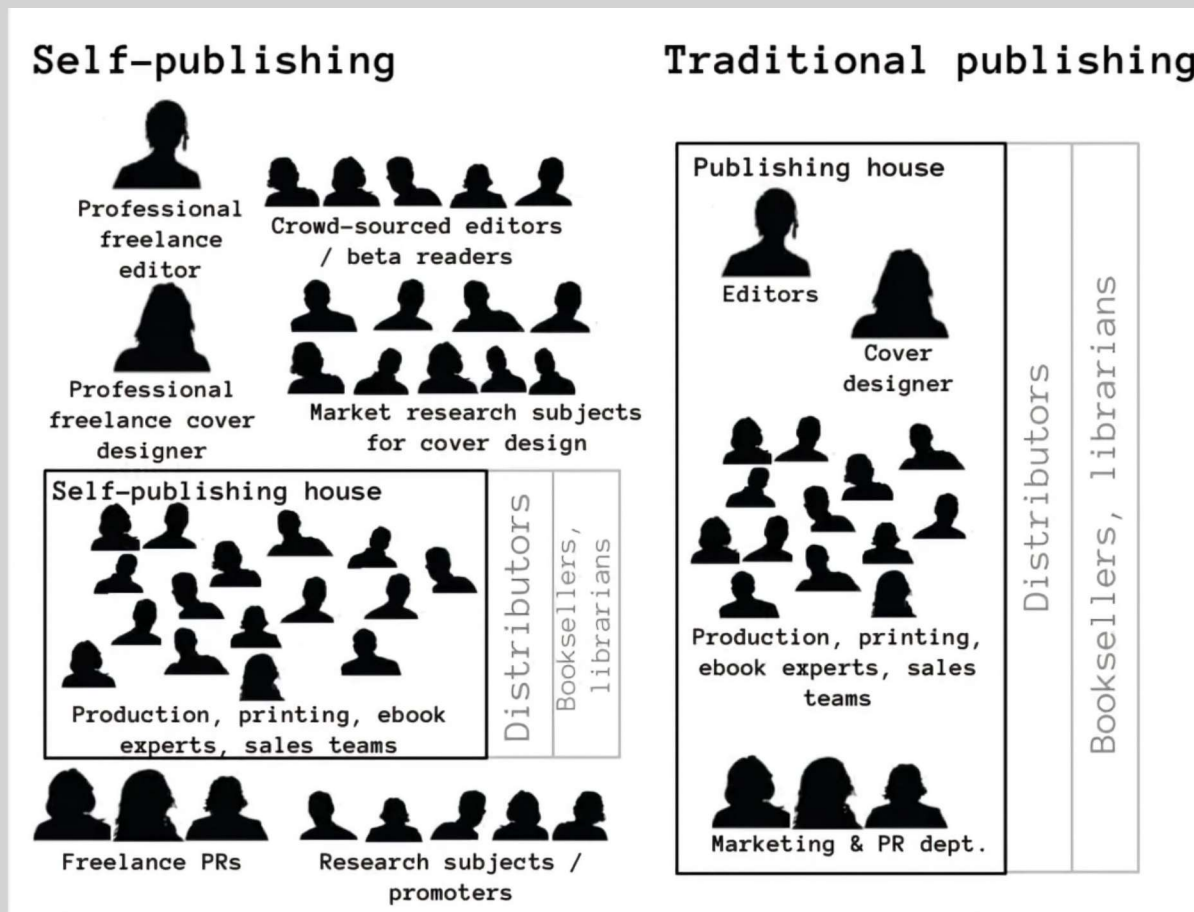 Self-publishing
Professional
freelance
editor
Crowd-sourced editors
/ beta readers
Professional
freelance cover
designer
Market research subjects
for cover design
Self-publishing house
Production, printing, ebook
experts, sales teams
Distributors
Booksellers,
librarians
Freelance PRs
Research subjects /
promoters
Traditional publishing
Publishing house
Editors
Cover
designer
Production, printing,
ebook experts, sales
teams
Marketing & PR dept.
Distributors
Booksellers, librarians